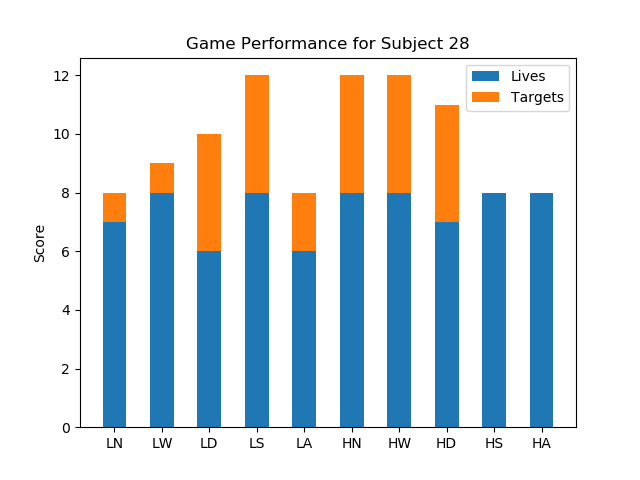 Game Performance for Subject 28
Lives
Targets
12
10
8
6
4
2
0
Score
LN LW LD LS LA HN HW HD HS HA